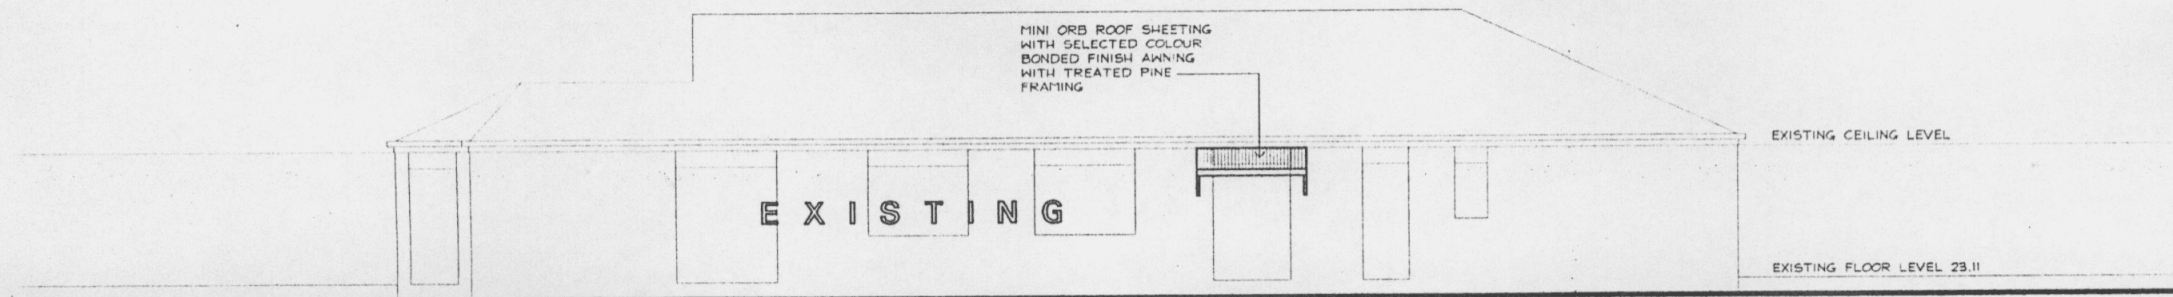 MINI ORB ROOF SHEETING
WITH SELECTED COLOUR
BONDED FINISH AWNING
WITH TREATED PINE
FRAMING
EXISTING CEILING LEVEL
EXISTING
EXISTING FLOOR LEVEL 23.11